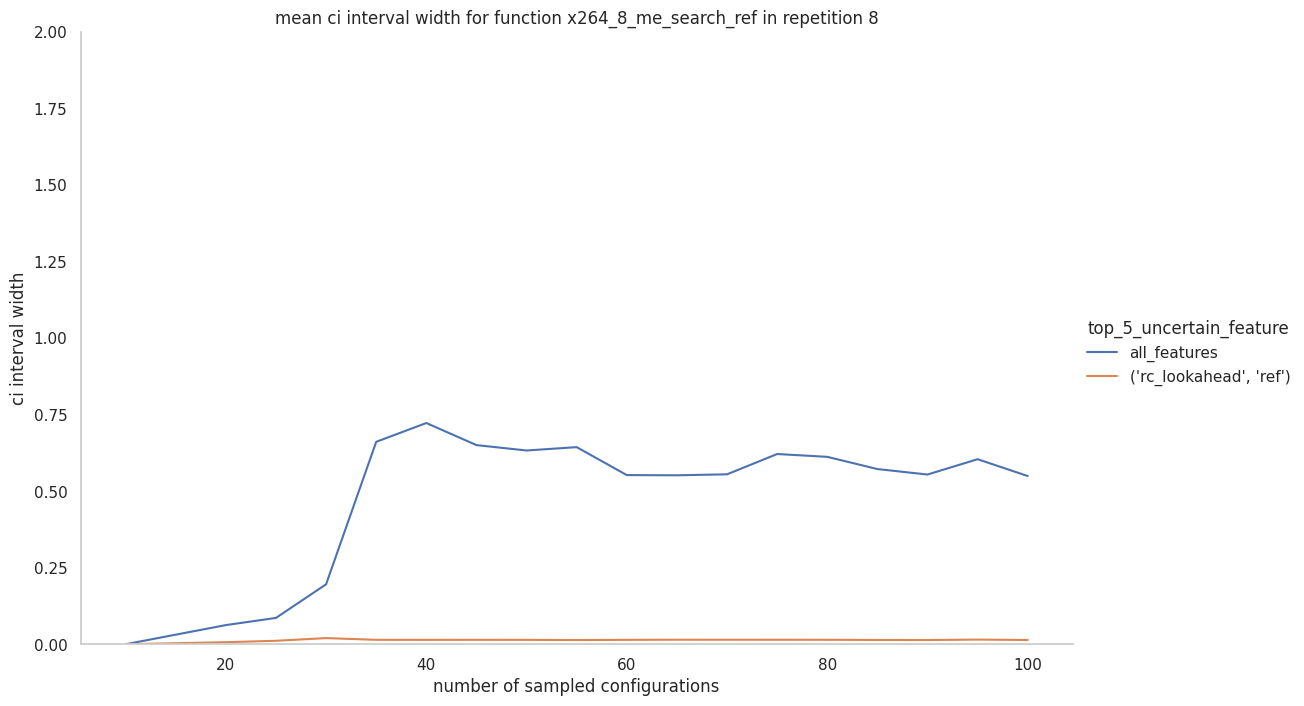 mean ci interval width for function x264_8_me_search_ref in repetition 8
2.00
1.75
1.50
1.25
1.00
0.75
0.50
0.25
0.00
ci interval width
20
40
60
80
100
number of sampled configurations
top_5_uncertain_feature
all_features
('rc_lookahead', 'ref')